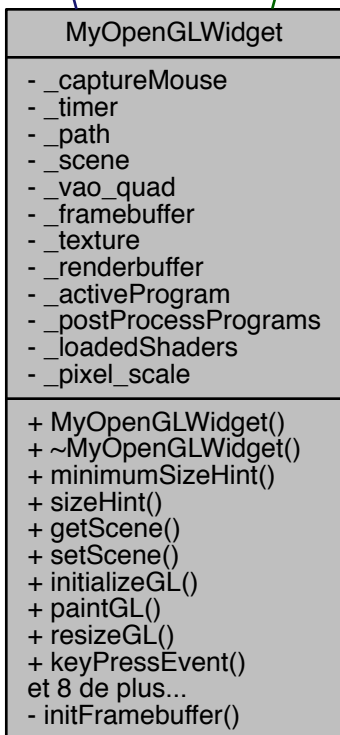 MyOpenGLWidget
- _captureMouse
- _timer
- _path
- _scene
- _vao_quad
- _framebuffer
- _texture
- _renderbuffer
- _activeProgram
- _postProcessPrograms
- _loadedShaders
- _pixel_scale
+ MyOpenGLWidget()
+ ~MyOpenGLWidget()
+ minimumSizeHint()
+ sizeHint()
+ getScene()
+ setScene()
+ initializeGL()
+ paintGL()
+ resizeGL()
+ keyPressEvent()
et 8 de plus...
- initFramebuffer()